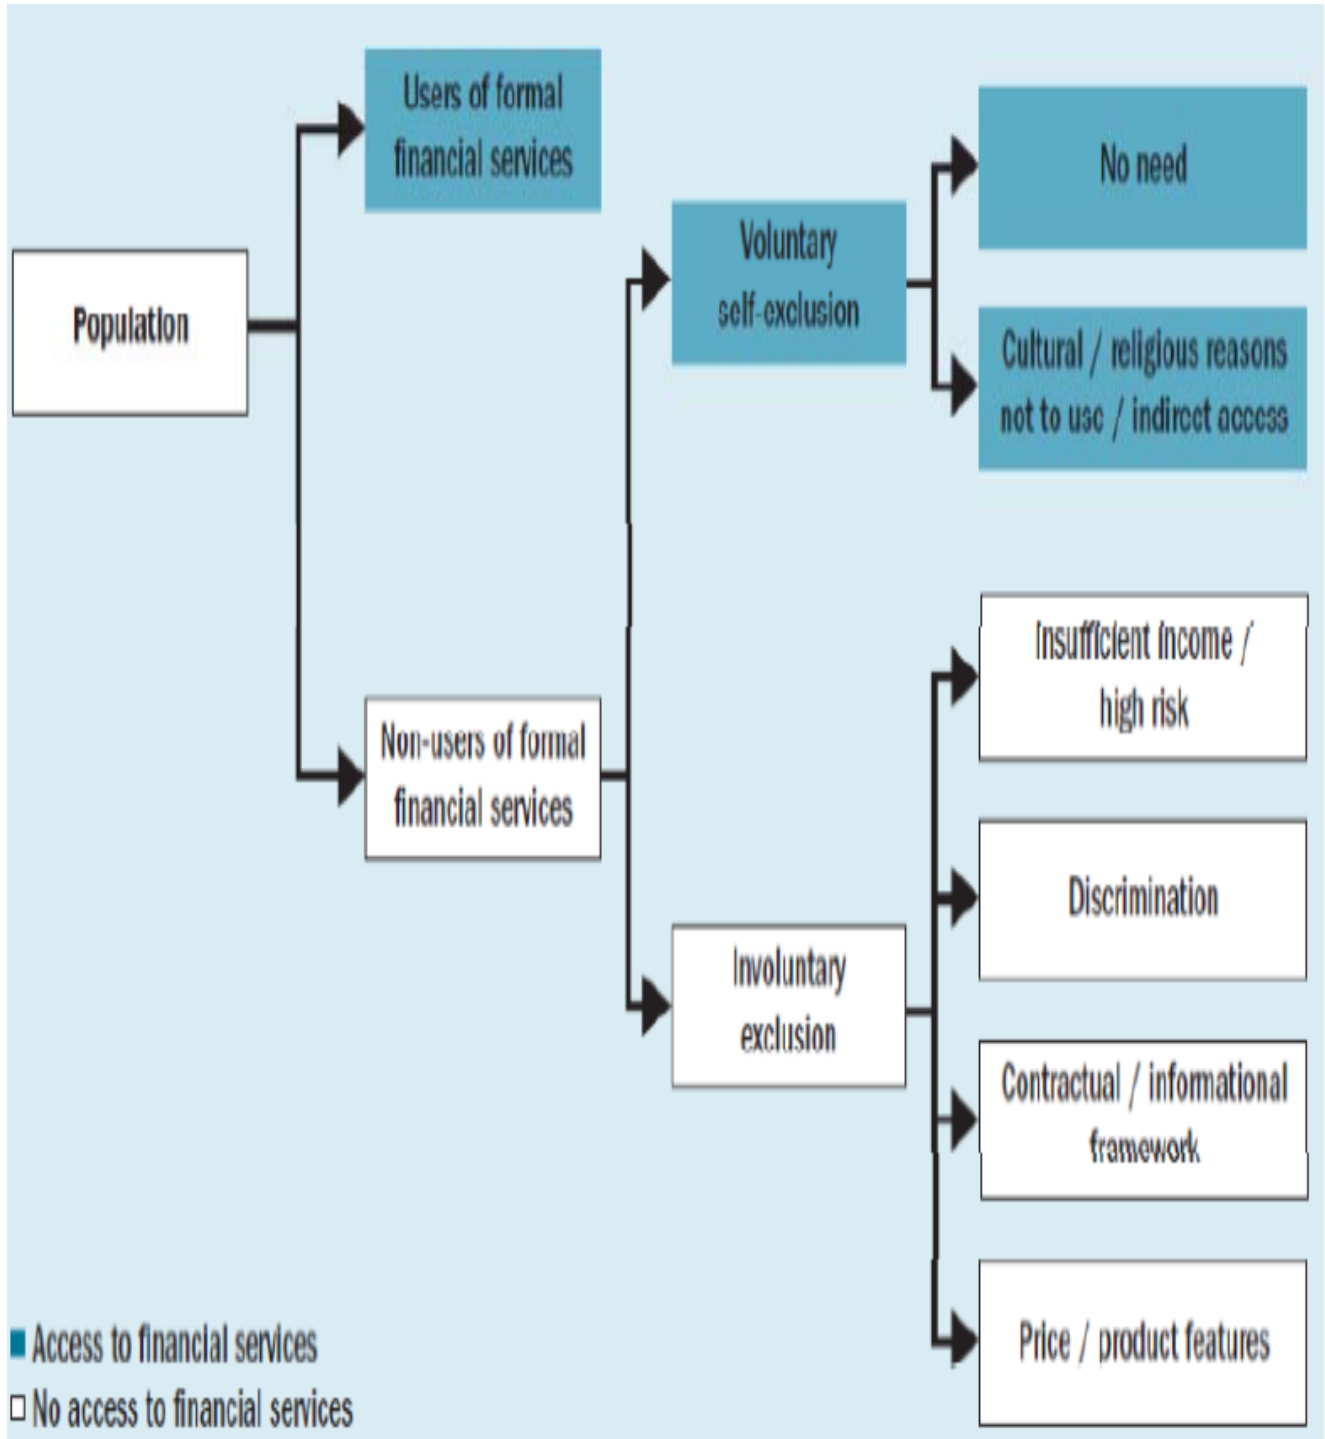 Users of formal
financial services
Population
Non-users of formal
financial services
Voluntary
self-exclusion
Involuntary
exclusion
No need
Cultural / religious reasons
not to use / indirect access
Insufficient income /
high risk
Discrimination
Contractual / informational
framework
Price / product features
Access to financial services
No access to financial services